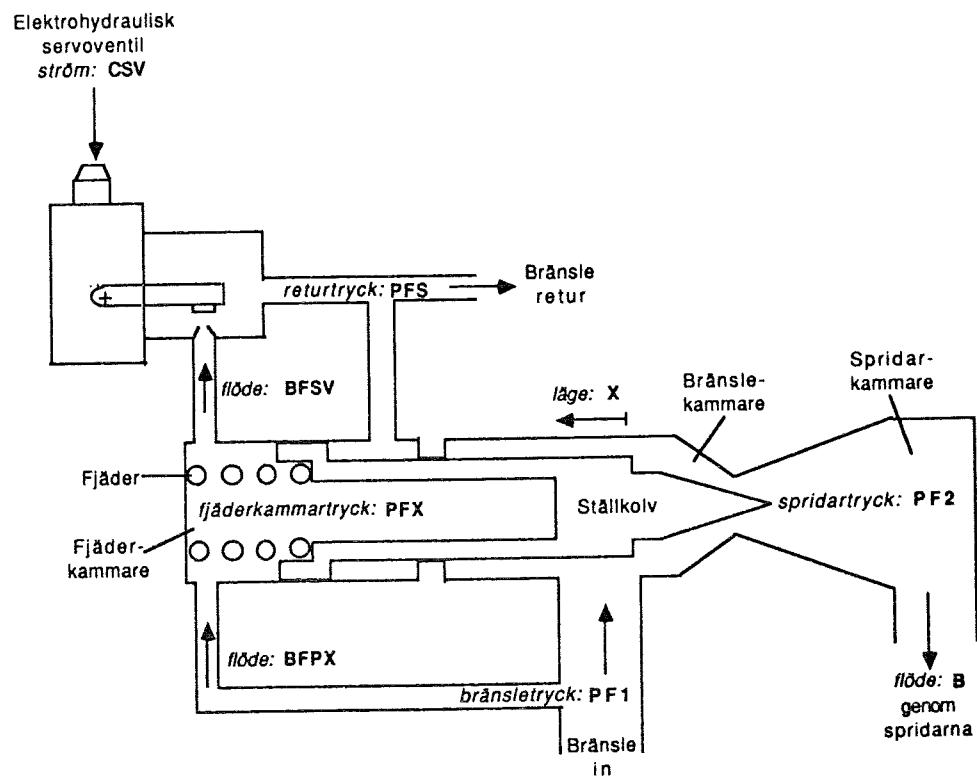 Elektrohydraulisk
servoventil
ström: CSV
returtryck: PFS
Bränsle
retur
flöde: BFSV
läge: X
Bränsle-
kammare
Spridar-
kammare
Fjäder
fjäderkammartryck: PFX
Ställkolv
spridartryck: PF2
Fjäder-
kammare
flöde: BFPX
bränsletryck: PF1
flöde: B
genom
spridarna
Bränsle
in